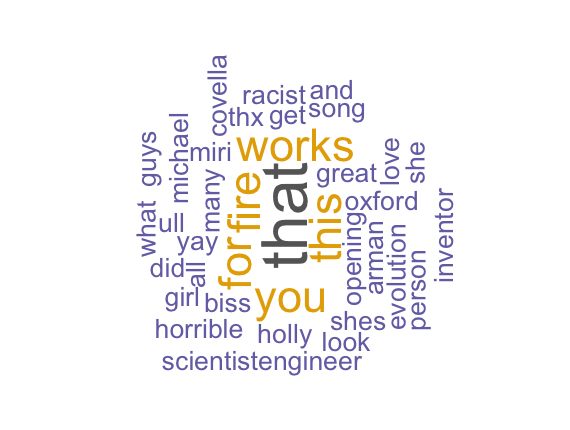 covella
racist
and
thx
get
song
guys
michael
miri
works
great
love
she
many
fire
that
this
oxford
what
ull
yay
for
opening
arman
evolution
person
inventor
did
all
girl
biss
you
shes
horrible
holly
look
scientistengineer